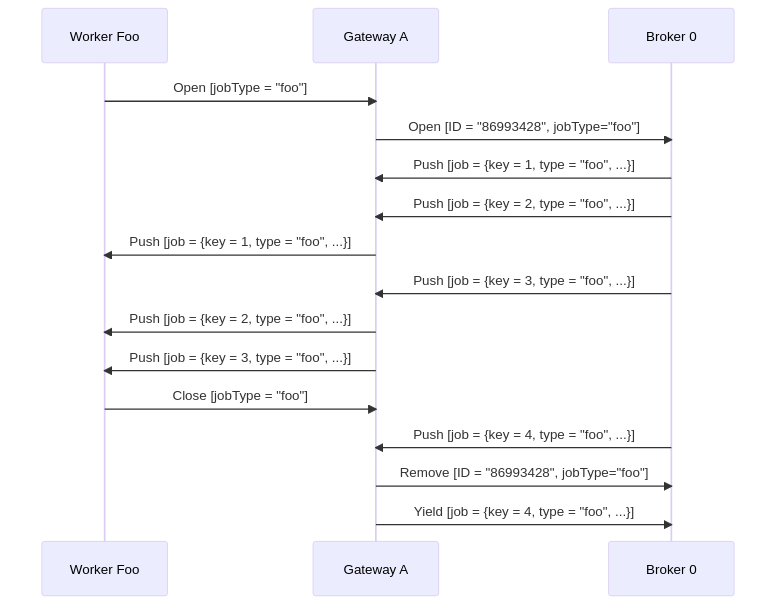 Worker Foo
Gateway A
Broker 0
Open [jobType = "foo"]
Open [ID = "86993428", jobType="foo"]
Push [job = {key = 1, type = "foo", ...}]
Push [job = {key = 2, type = "foo", ...}]
Push [job = {key = 1, type = "foo", ...}]
Push [job = {key = 3, type = "foo", ...}]
Push [job = {key = 2, type = "foo", ...}]
Push [job = {key = 3, type = "foo", ...}]
Close [jobType = "foo"]
Push [job = {key = 4, type = "foo", ...}]
Remove [ID = "86993428", jobType="foo"]
Yield [job = {key = 4, type = "foo", ...}]
Worker Foo
Gateway A
Broker 0